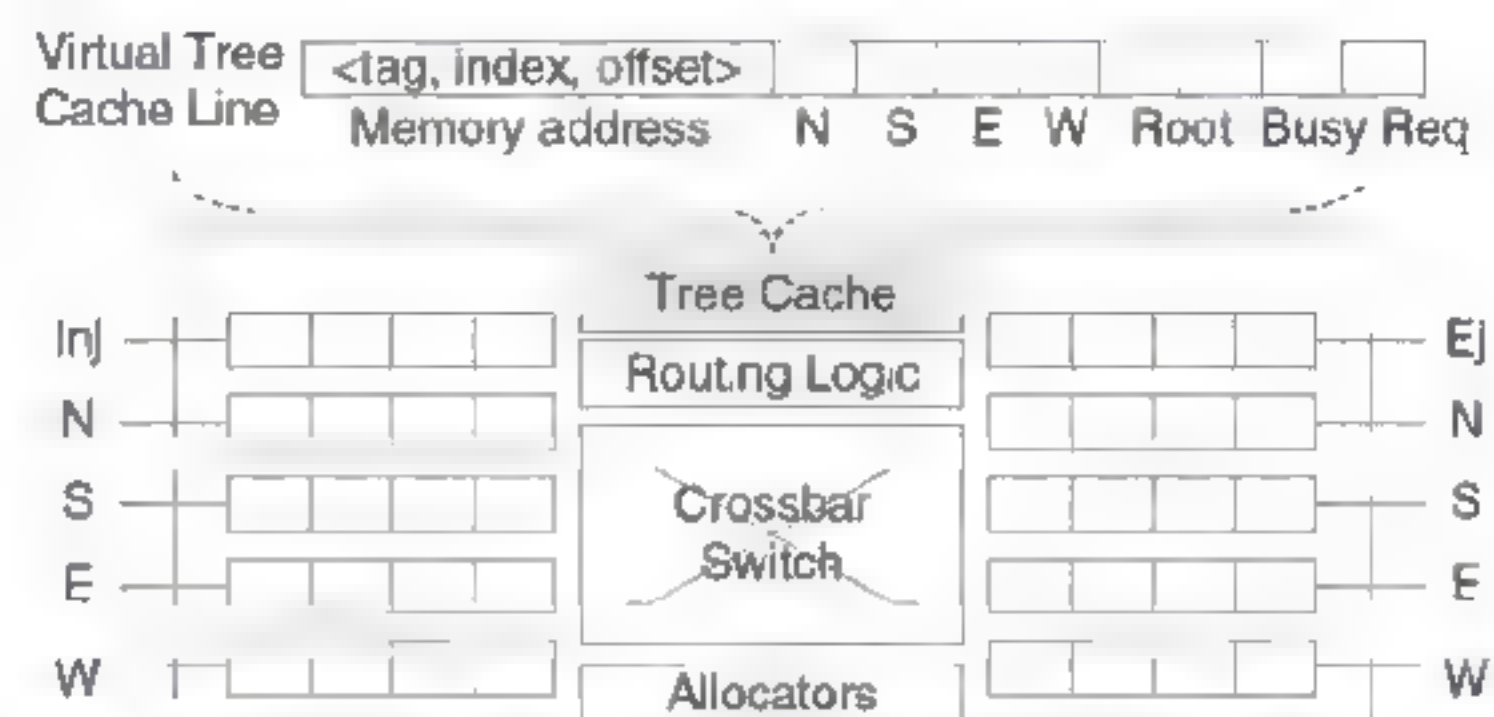 Virtual Tree
Cache Line
<tag, index, offset>
Memory address N S E W Root Busy Req
Tree Cache
Inj Ej
Routing Logic
N N
Crossbar
S S
Switch
E E
W W
Allocators